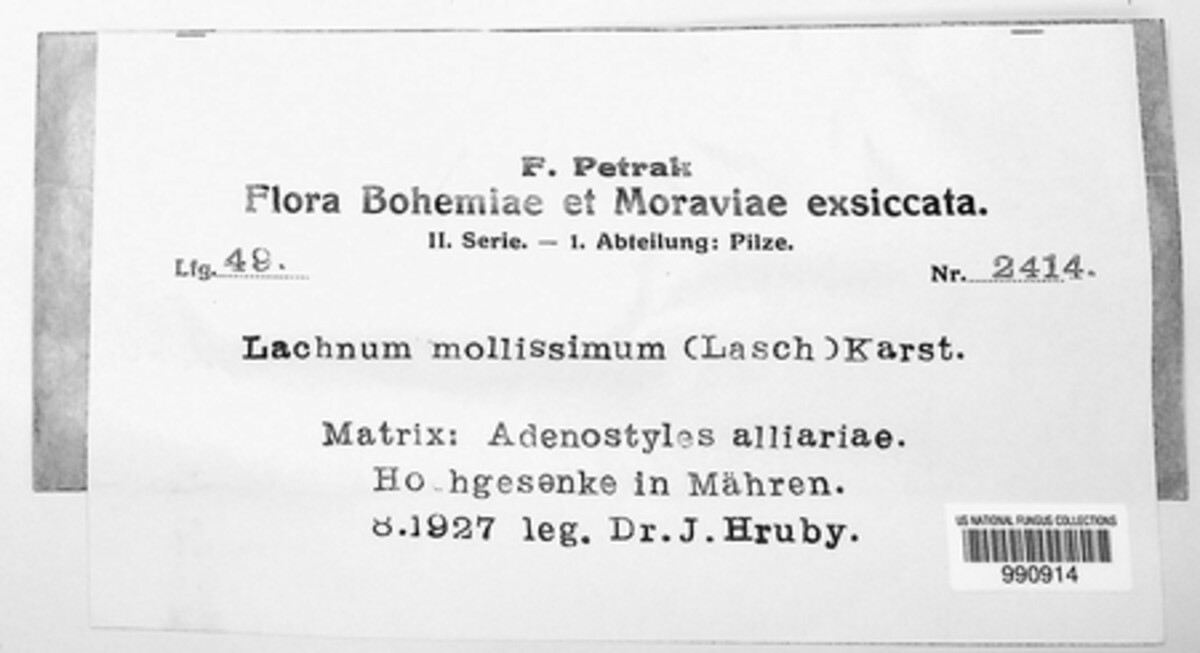 F. Petrak
Flora Bohemiae et Moraviae exsiccata.
II. Serie. — 1. Abteilung: Pilze.
Lfg. 49.
Nr. 2414.
Lachnum mollissimum (Lasch) Karst.
Matrix: Adenostyles alliariae.
Hochgesenke in Mähren.
8.1927 leg. Dr. J. Hruby.
US NATIONAL FUNGUS COLLECTIONS
990914